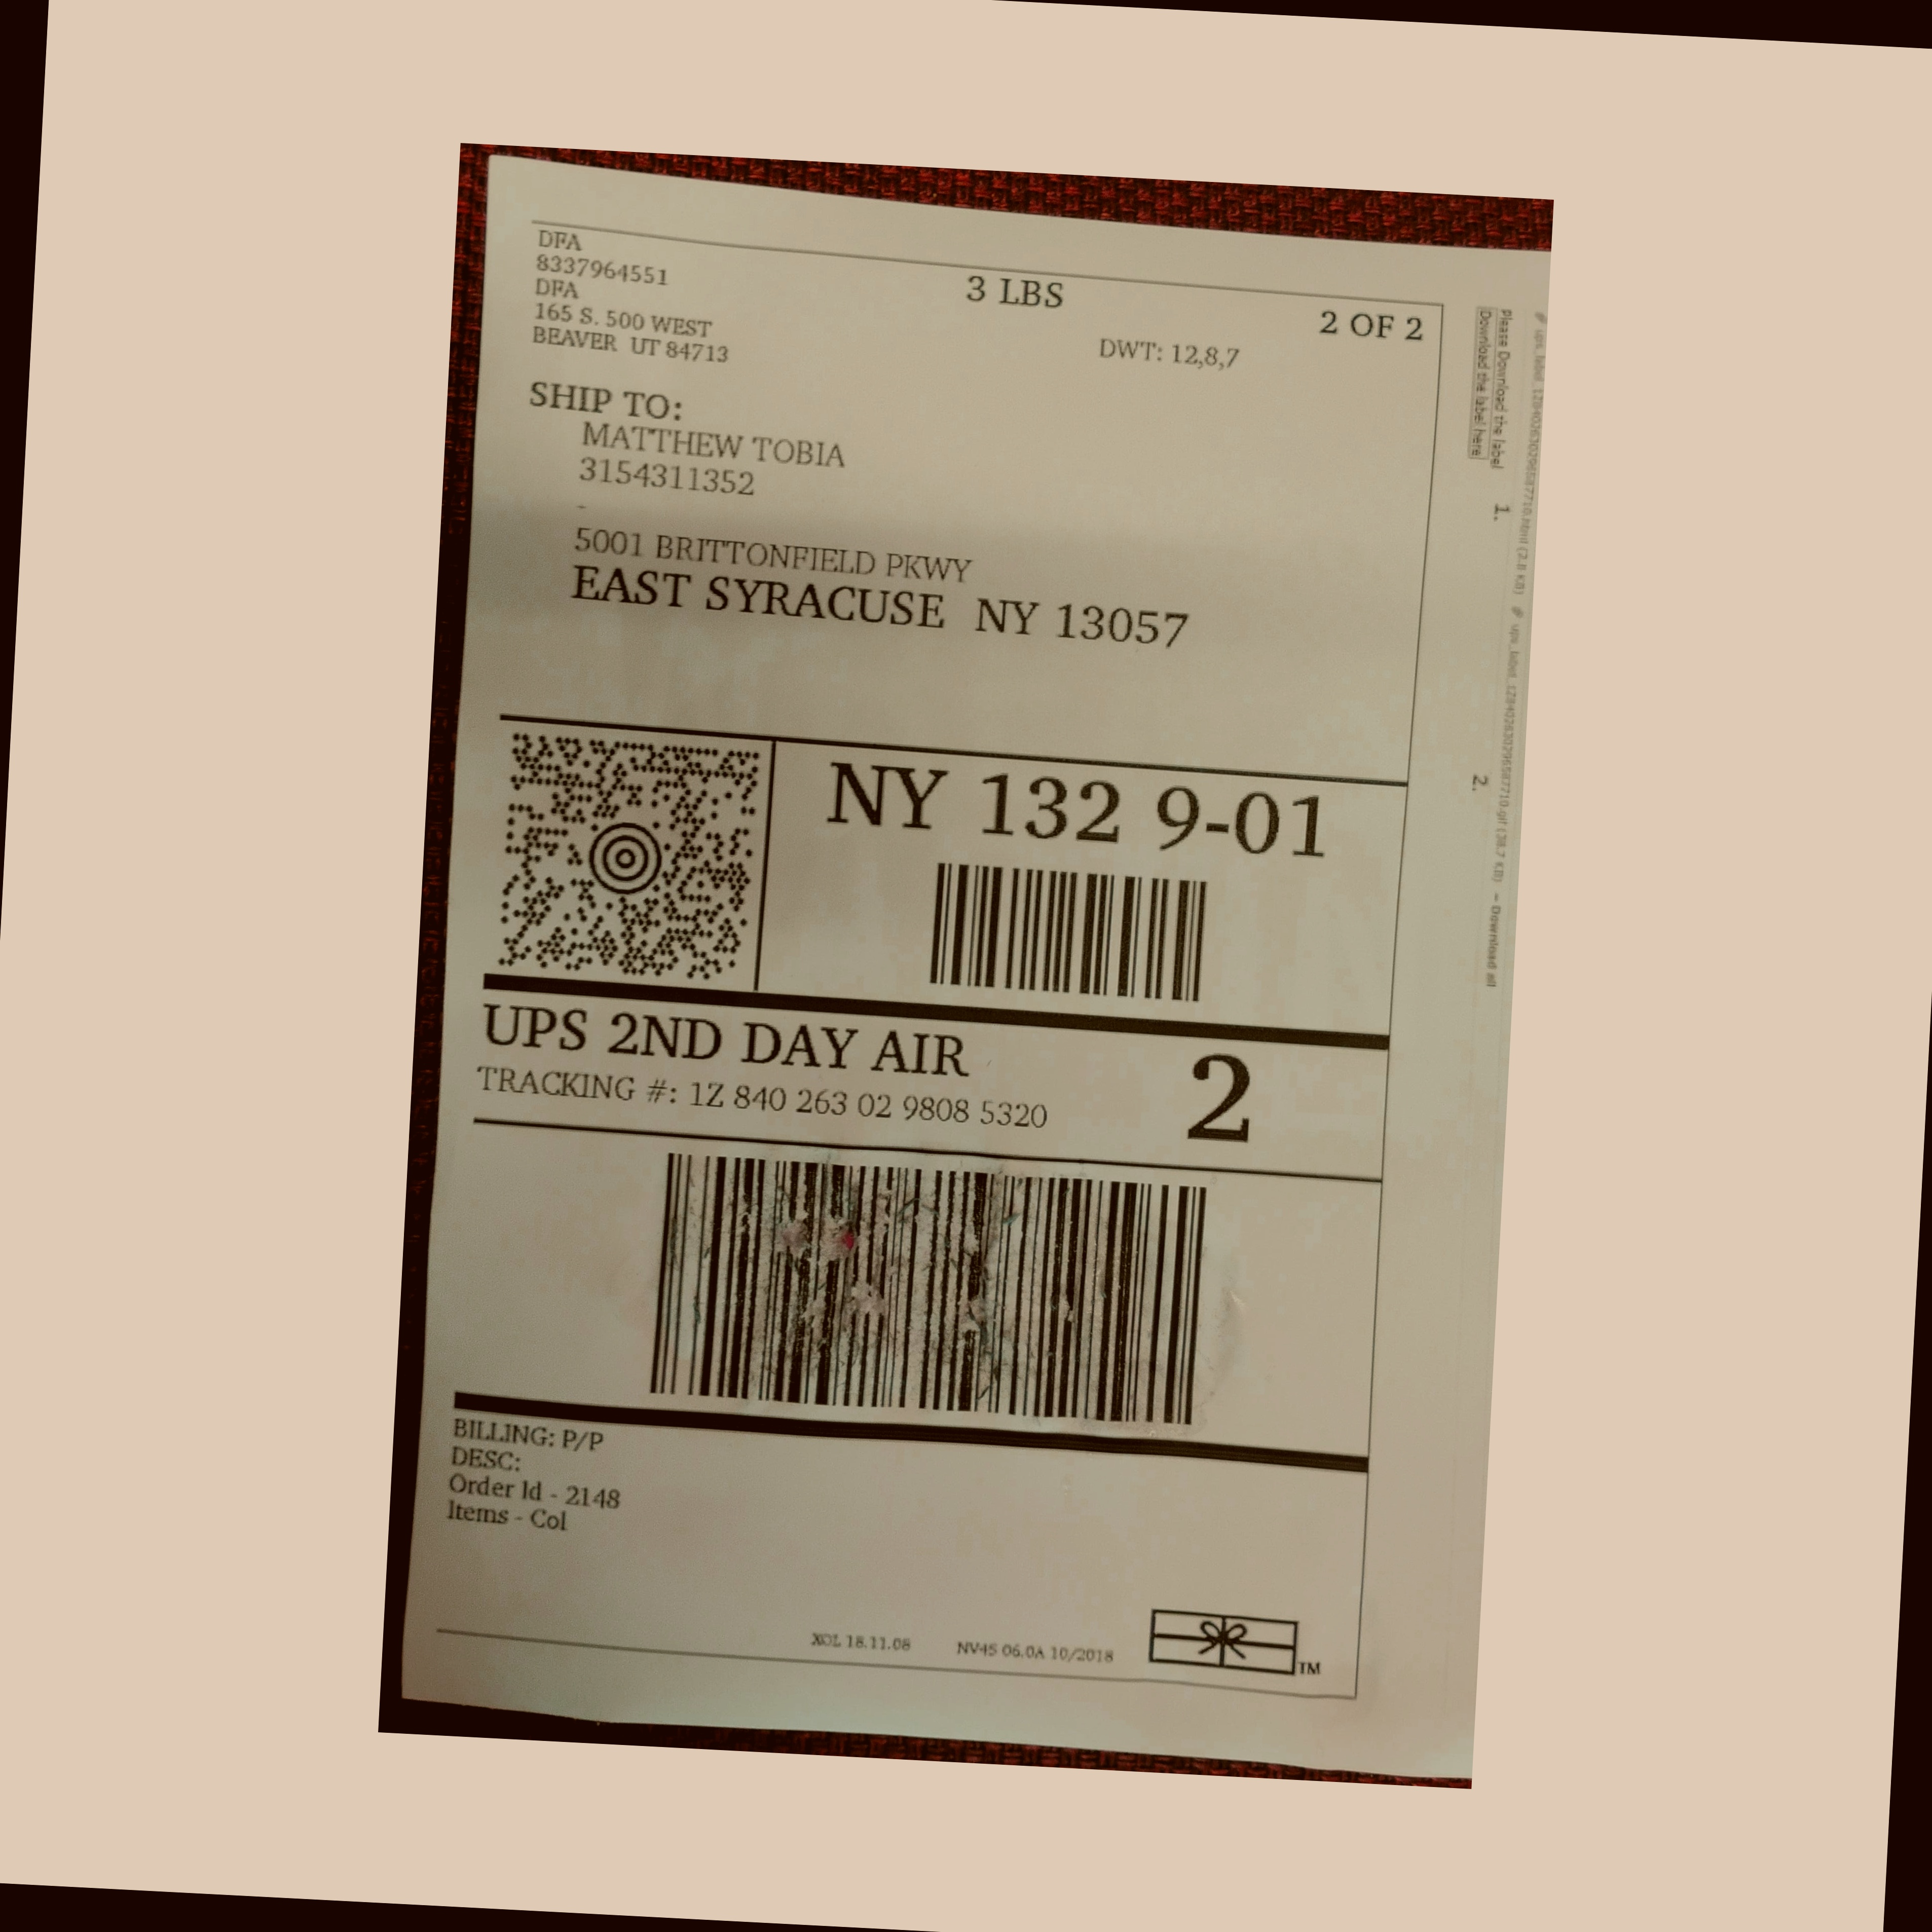 DFA
8337964551
DFA
165 S. 500 WEST
BEAVER UT 84713
3 LBS
2 OF 2
DWT: 12,8,7
SHIP TO:
MATTHEW TOBIA
3154311352
-
5001 BRITTONFIELD PKWY
EAST SYRACUSE NY 13057
NY 132 9-01
UPS 2ND DAY AIR
2
TRACKING #: 1Z 840 263 02 9808 5320
BILLING: P/P
DESC:
Order Id - 2148
Items - Col
XOL 18.11.08
NV45 06.0A 10/2018
TM
Please Download the label
Download the label here
1.
2.
– Download all